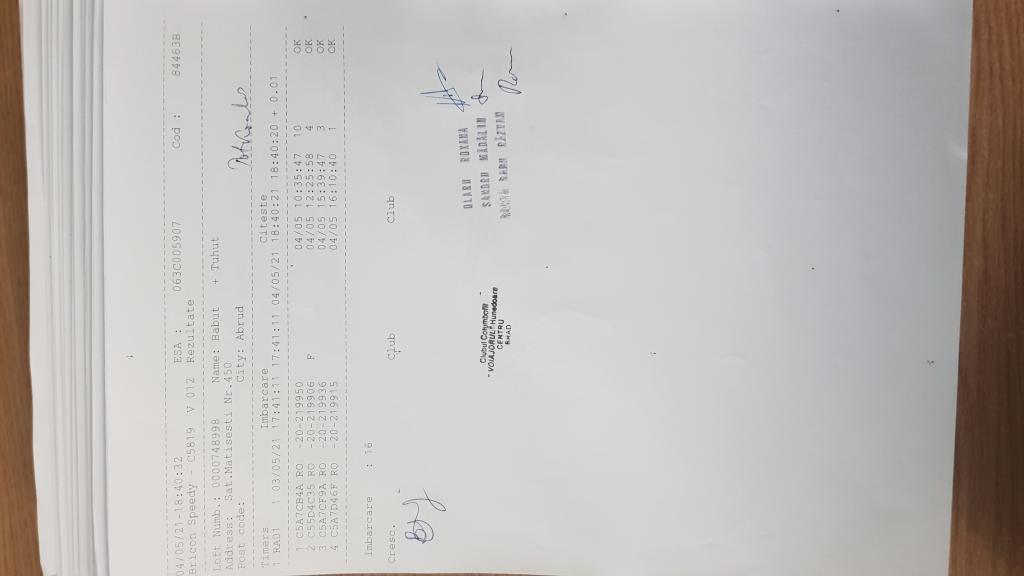 04/05/21-18:40:32 ESA : 063C005907 Cod : 84463B
Bricon Speedy - C5819 V 012 Rezultate
Loft Numb.: 0000748998 Name: Babut + Tuhut
Address: Sat.Matisesti Nr.450
Post code: City: Abrud
Timers Imbarcare Citeste
1 RA01 1 03/05/21 17:41:11 17:41:11 04/05/21 18:40:21 18:40:20 + 0.01
1 C5A7CB4A RO -20-219950 04/05 10:35:47 10 OK
2 C55D4C35 RO -20-219906 F 04/05 12:25:58 4 OK
3 C5A7CF9A RO -20-219936 04/05 15:39:47 3 OK
4 C5A7D46F RO -20-219915 04/05 16:10:40 1 OK
Imbarcare : 16
Cresc. Club Club
OLARU ROXANA
SANDRU MADALIN
RAZVAN
Clubul Columbofil
"VOIAJORUL" Hunedoara
CENTRU
BRAD